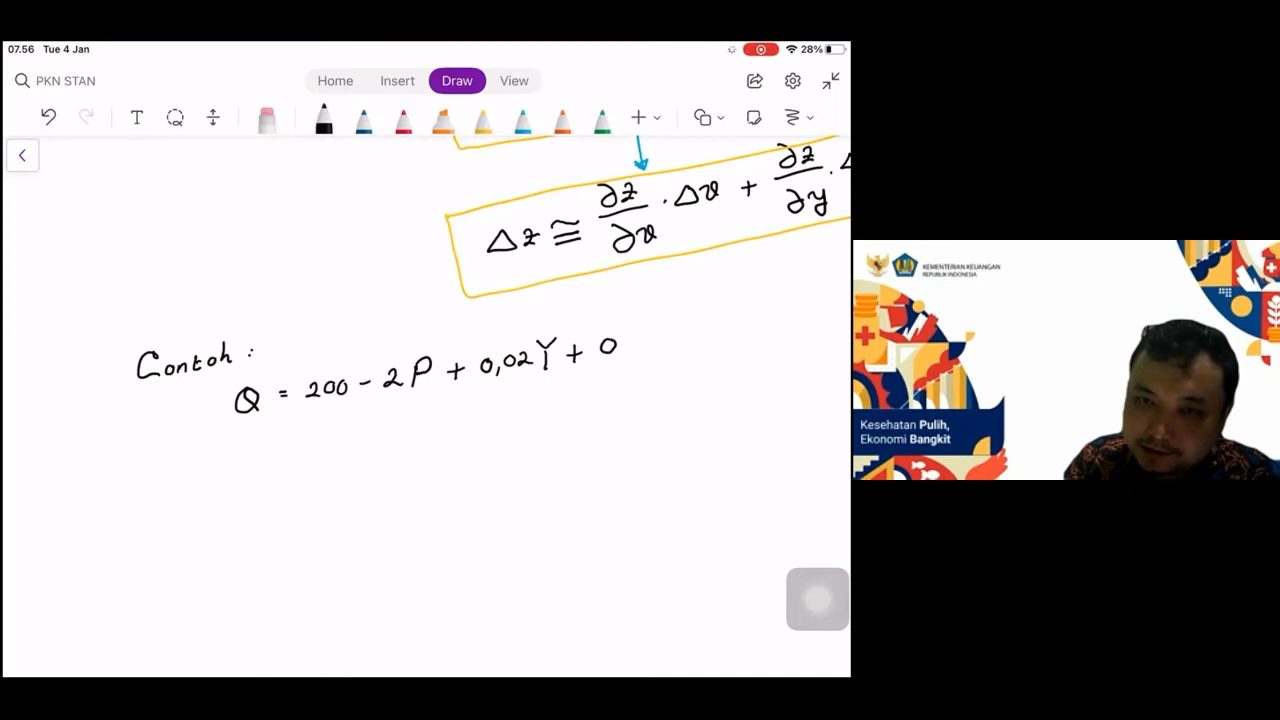 07.56 Tue 4 Jan
28%
PKN STAN
Home Insert Draw View
Δz ≅ ∂z/∂x · Δx + ∂z/∂y ·
Contoh :
Q = 200 - 2P + 0,02Y + 0
KEMENTERIAN KEUANGAN
REPUBLIK INDONESIA
Kesehatan Pulih,
Ekonomi Bangkit